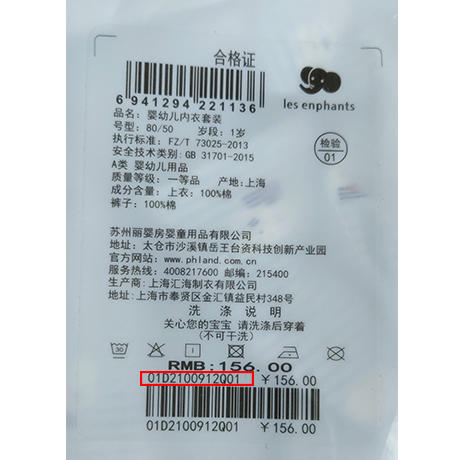 合格证
6 941294 221136
les enphants
品名：婴幼儿内衣套装
号型：80/50 岁段：1岁
执行标准：FZ/T 73025-2013
安全技术类别：GB 31701-2015
A类 婴幼儿用品
检验
01
质量等级：一等品 产地：上海
成分含量：上衣：100%棉
裤子：100%棉
苏州丽婴房婴童用品有限公司
地址：太仓市沙溪镇岳王台资科技创新产业园
官方网站：www.phland.com.cn
服务热线：4008217600 邮编：215400
生产商：上海汇海制衣有限公司
地址：上海市奉贤区金汇镇益民村348号
洗涤说明
关心您的宝宝 请洗涤后穿着
(不可干洗)
RMB:156.00
01D2100912Q01 ￥156.00
01D2100912Q01 ￥156.00